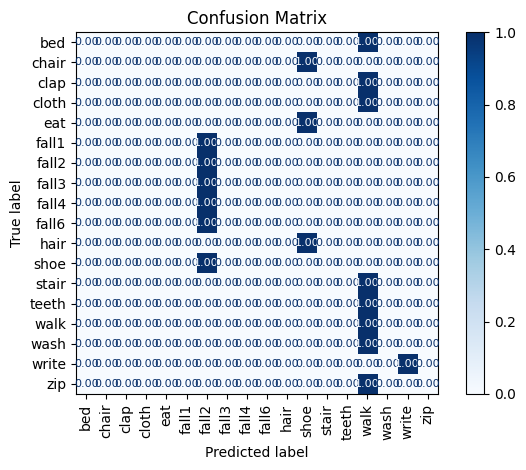 Confusion Matrix
bed 0.00 0.00 0.00 0.00 0.00 0.00 0.00 0.00 0.00 0.00 0.00 0.00 0.00 0.00 1.00 0.00 0.00 0.00
chair 0.00 0.00 0.00 0.00 0.00 0.00 0.00 0.00 0.00 0.00 0.00 1.00 0.00 0.00 0.00 0.00 0.00 0.00
clap 0.00 0.00 0.00 0.00 0.00 0.00 0.00 0.00 0.00 0.00 0.00 0.00 0.00 0.00 1.00 0.00 0.00 0.00
cloth 0.00 0.00 0.00 0.00 0.00 0.00 0.00 0.00 0.00 0.00 0.00 0.00 0.00 0.00 1.00 0.00 0.00 0.00
eat 0.00 0.00 0.00 0.00 0.00 0.00 0.00 0.00 0.00 0.00 0.00 1.00 0.00 0.00 0.00 0.00 0.00 0.00
fall1 0.00 0.00 0.00 0.00 0.00 0.00 1.00 0.00 0.00 0.00 0.00 0.00 0.00 0.00 0.00 0.00 0.00 0.00
fall2 0.00 0.00 0.00 0.00 0.00 0.00 1.00 0.00 0.00 0.00 0.00 0.00 0.00 0.00 0.00 0.00 0.00 0.00
fall3 0.00 0.00 0.00 0.00 0.00 0.00 1.00 0.00 0.00 0.00 0.00 0.00 0.00 0.00 0.00 0.00 0.00 0.00
fall4 0.00 0.00 0.00 0.00 0.00 0.00 1.00 0.00 0.00 0.00 0.00 0.00 0.00 0.00 0.00 0.00 0.00 0.00
fall6 0.00 0.00 0.00 0.00 0.00 0.00 1.00 0.00 0.00 0.00 0.00 0.00 0.00 0.00 0.00 0.00 0.00 0.00
hair 0.00 0.00 0.00 0.00 0.00 0.00 0.00 0.00 0.00 0.00 0.00 1.00 0.00 0.00 0.00 0.00 0.00 0.00
shoe 0.00 0.00 0.00 0.00 0.00 0.00 1.00 0.00 0.00 0.00 0.00 0.00 0.00 0.00 0.00 0.00 0.00 0.00
stair 0.00 0.00 0.00 0.00 0.00 0.00 0.00 0.00 0.00 0.00 0.00 0.00 0.00 0.00 1.00 0.00 0.00 0.00
teeth 0.00 0.00 0.00 0.00 0.00 0.00 0.00 0.00 0.00 0.00 0.00 0.00 0.00 0.00 1.00 0.00 0.00 0.00
walk 0.00 0.00 0.00 0.00 0.00 0.00 0.00 0.00 0.00 0.00 0.00 0.00 0.00 0.00 1.00 0.00 0.00 0.00
wash 0.00 0.00 0.00 0.00 0.00 0.00 0.00 0.00 0.00 0.00 0.00 0.00 0.00 0.00 1.00 0.00 0.00 0.00
write 0.00 0.00 0.00 0.00 0.00 0.00 0.00 0.00 0.00 0.00 0.00 0.00 0.00 0.00 0.00 0.00 1.00 0.00
zip 0.00 0.00 0.00 0.00 0.00 0.00 0.00 0.00 0.00 0.00 0.00 0.00 0.00 0.00 1.00 0.00 0.00 0.00
True label
bed chair clap cloth eat fall1 fall2 fall3 fall4 fall6 hair shoe stair teeth walk wash write zip
Predicted label
1.0
0.8
0.6
0.4
0.2
0.0